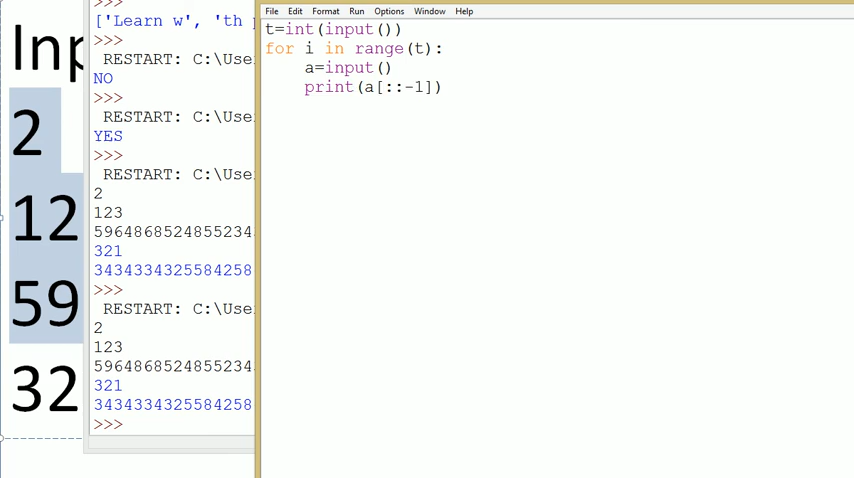 Inp
2
12
59
32
>>>
['Learn w', 'th
>>>
RESTART: C:\Use
NO
>>>
RESTART: C:\Use
YES
>>>
RESTART: C:\Use
2
123
5964868524855234
321
3434334325584258
>>>
RESTART: C:\Use
2
123
5964868524855234
321
3434334325584258
>>>
File Edit Format Run Options Window Help
t=int(input())
for i in range(t):
    a=input()
    print(a[::-1])